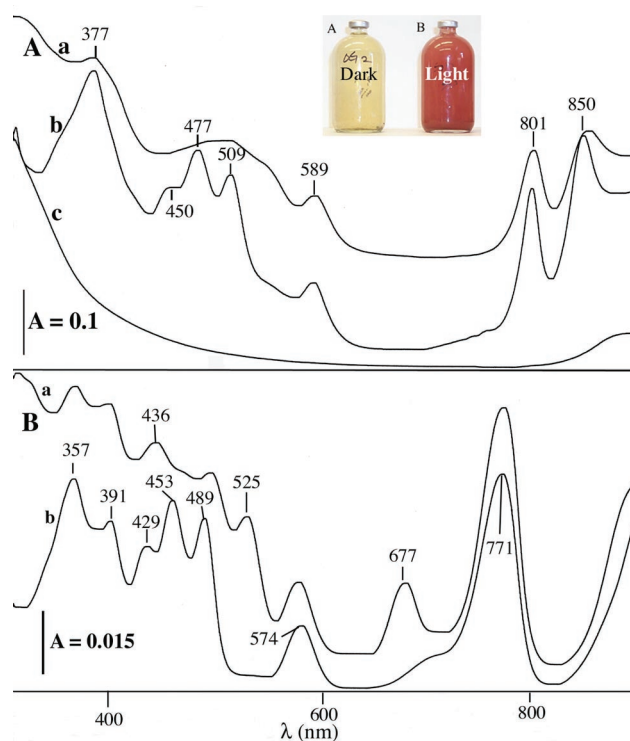 A
a
377
b
c
477
450
509
589
801
850
A = 0.1
A
Dark
B
Light
B
a
b
357
391
436
429
453
489
525
574
677
771
A = 0.015
400
600
800
λ (nm)